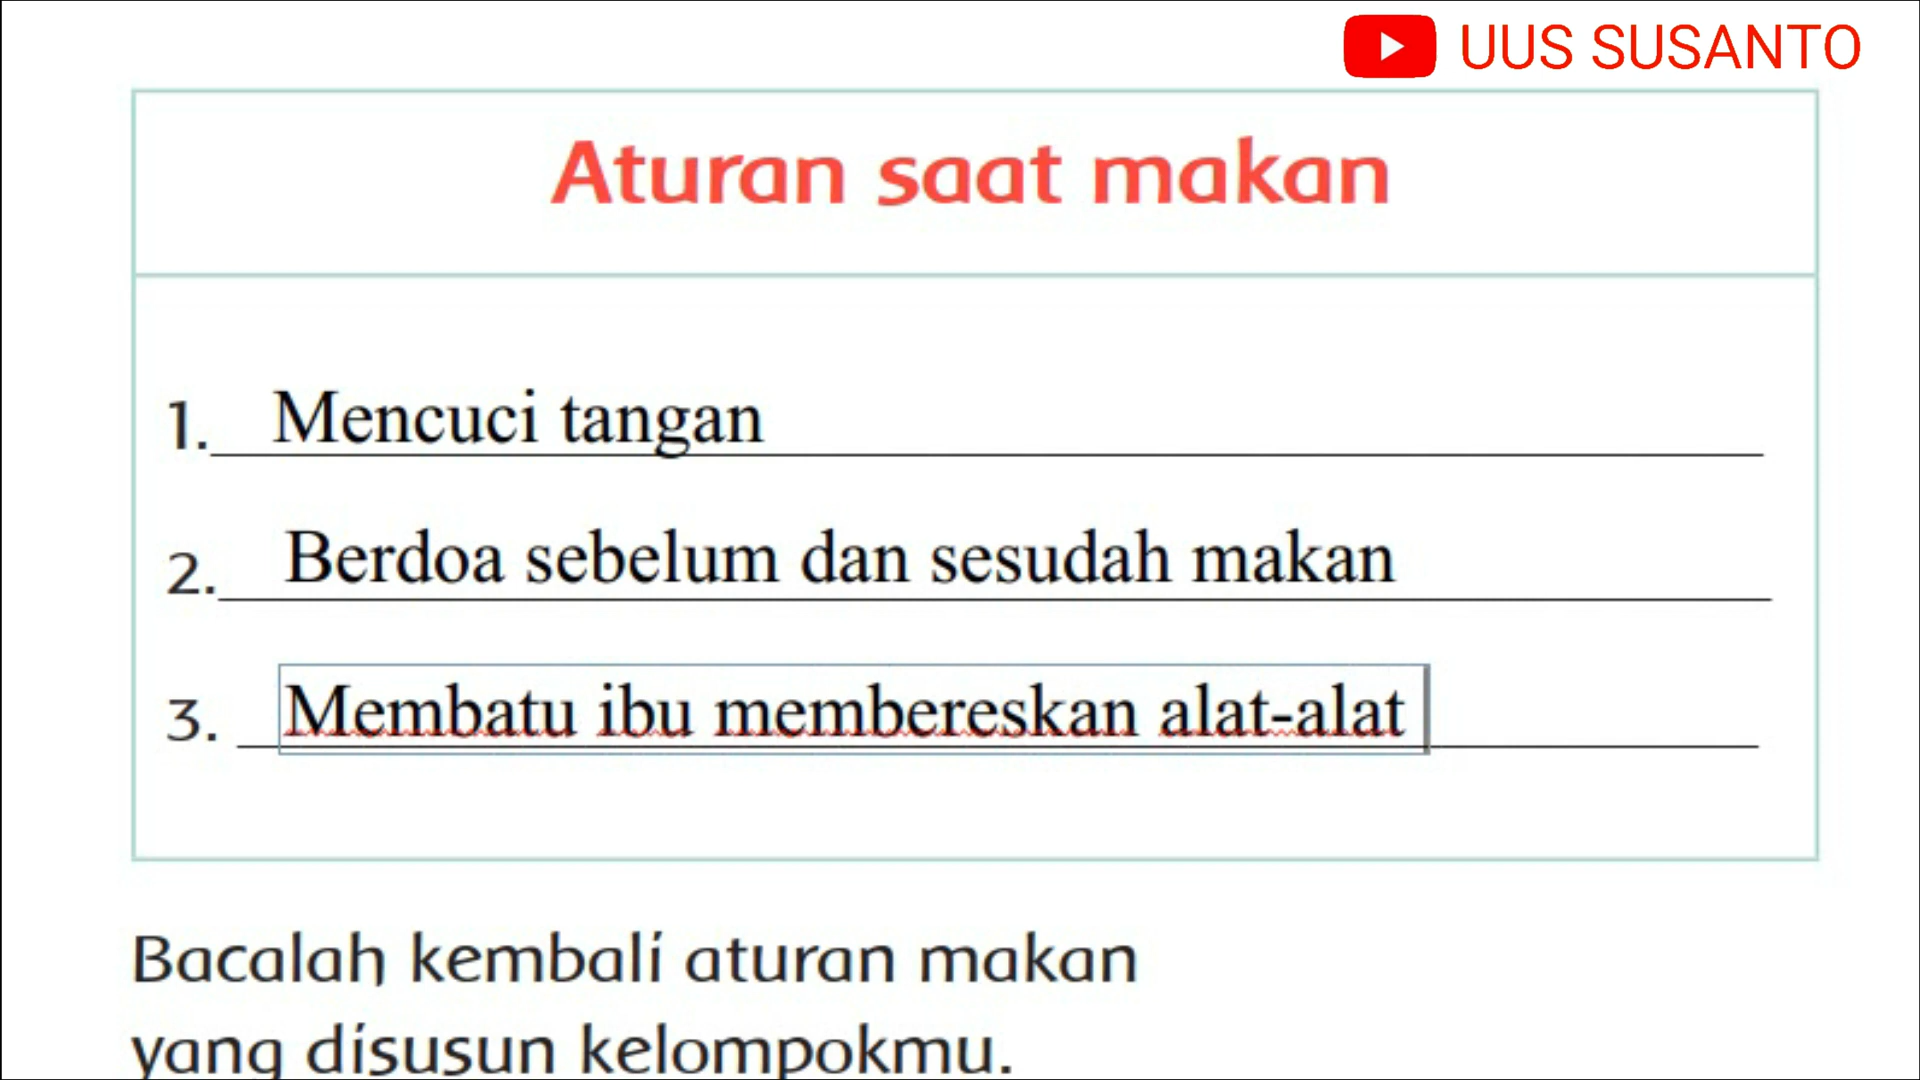 UUS SUSANTO
Aturan saat makan
1. Mencuci tangan
2. Berdoa sebelum dan sesudah makan
3. Membatu ibu membereskan alat-alat
Bacalah kembali aturan makan
yang disusun kelompokmu.